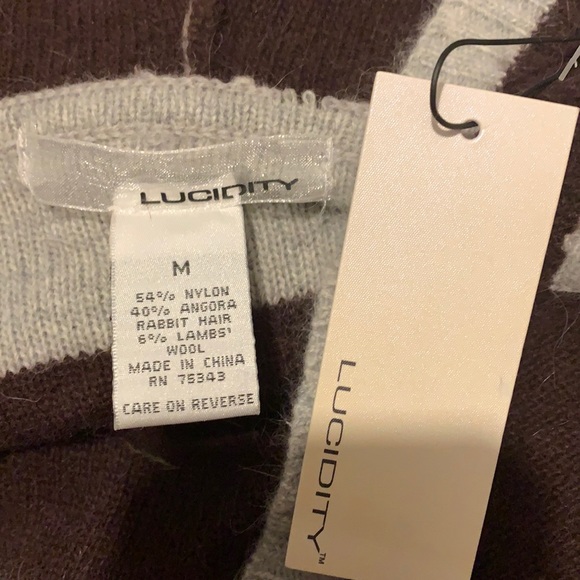 LUCIDITY
M
54% NYLON
40% ANGORA
RABBIT HAIR
6% LAMBS'
WOOL
MADE IN CHINA
RN 75343
CARE ON REVERSE
LUCIDITY™